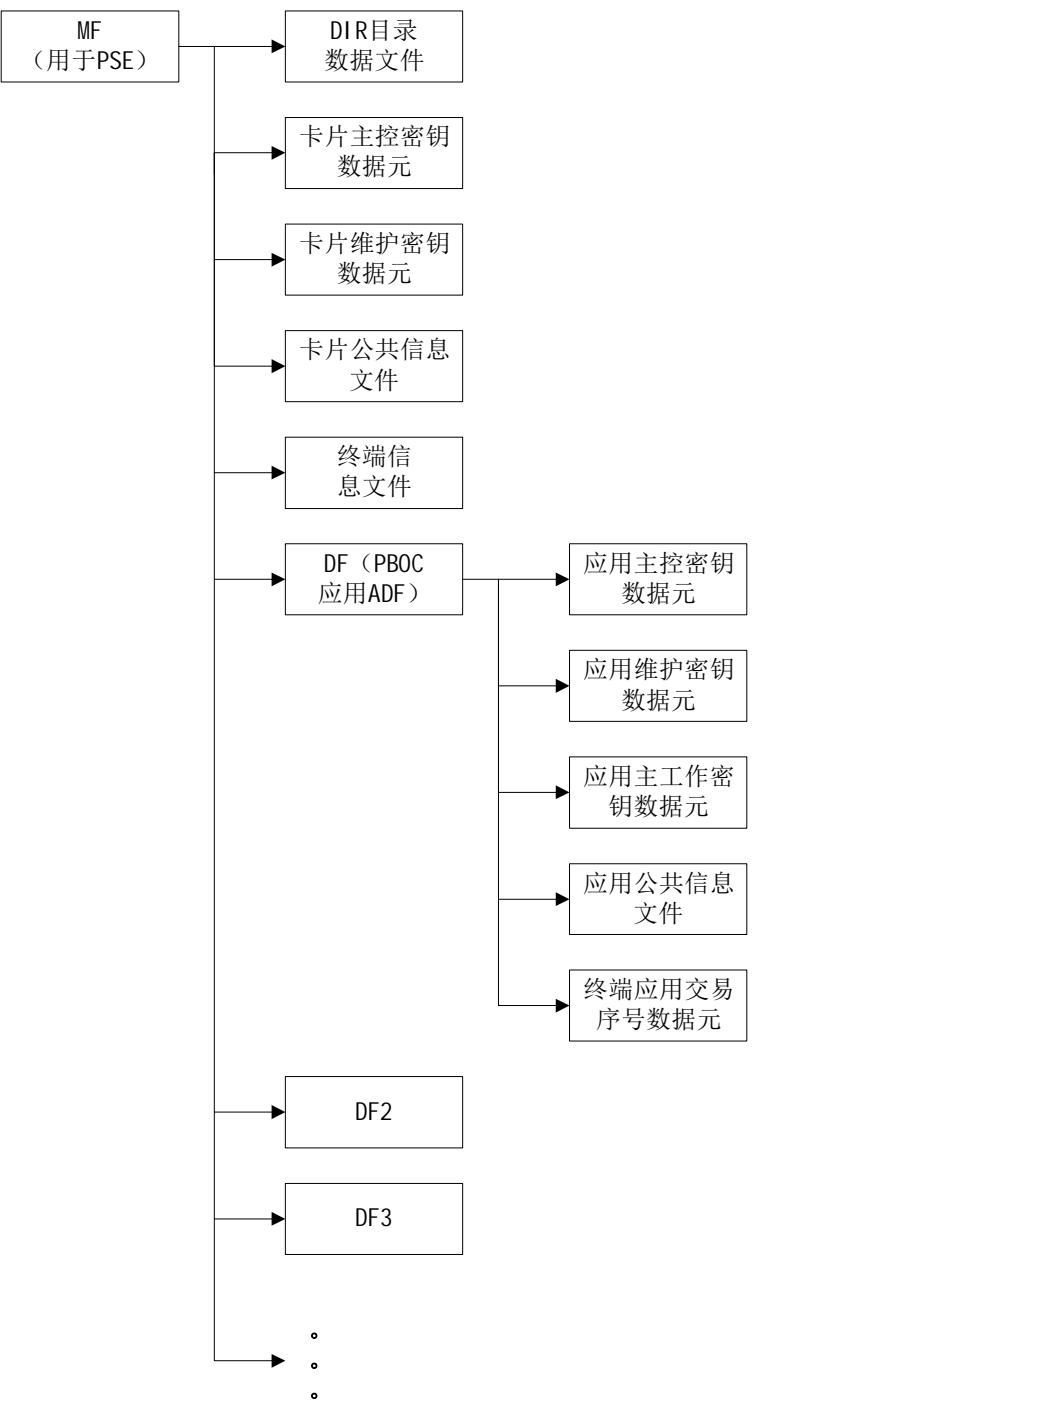 MF
（用于PSE）
DIR目录
数据文件
卡片主控密钥
数据元
卡片维护密钥
数据元
卡片公共信息
文件
终端信
息文件
DF（PBOC
应用ADF）
应用主控密钥
数据元
应用维护密钥
数据元
应用主工作密
钥数据元
应用公共信息
文件
终端应用交易
序号数据元
DF2
DF3
。
。
。